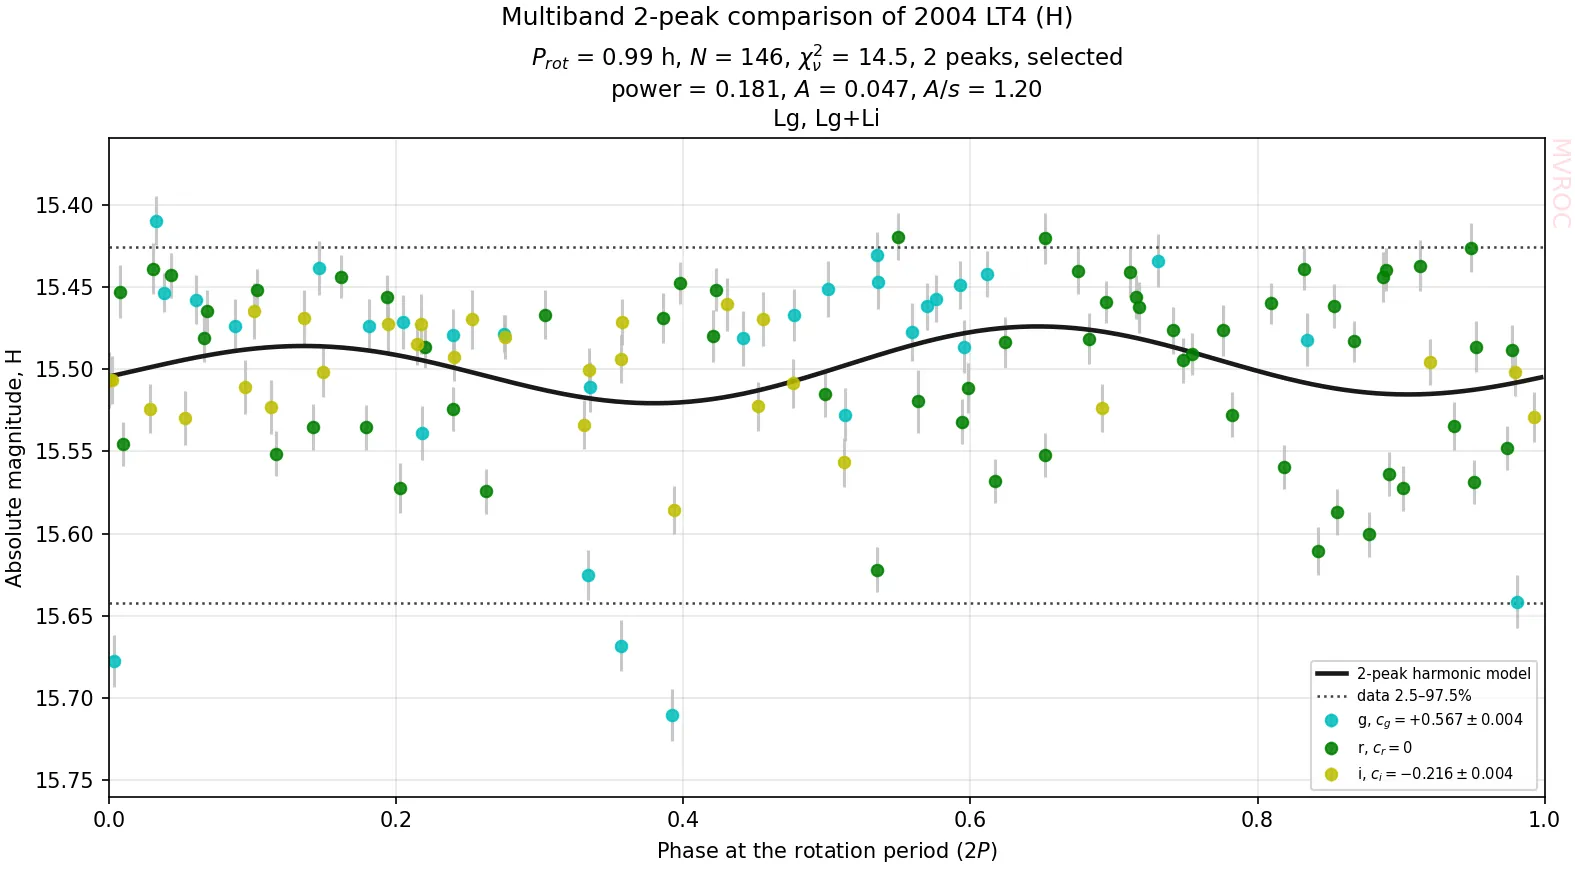 Multiband 2-peak comparison of 2004 LT4 (H)
P_rot = 0.99 h, N = 146, χ²_ν = 14.5, 2 peaks, selected
power = 0.181, A = 0.047, A/s = 1.20
Lg, Lg+Li
MVROC
Absolute magnitude, H
15.40
15.45
15.50
15.55
15.60
15.65
15.70
15.75
2-peak harmonic model
data 2.5–97.5%
g, c_g = +0.567 ± 0.004
r, c_r = 0
i, c_i = −0.216 ± 0.004
0.0 0.2 0.4 0.6 0.8 1.0
Phase at the rotation period (2P)